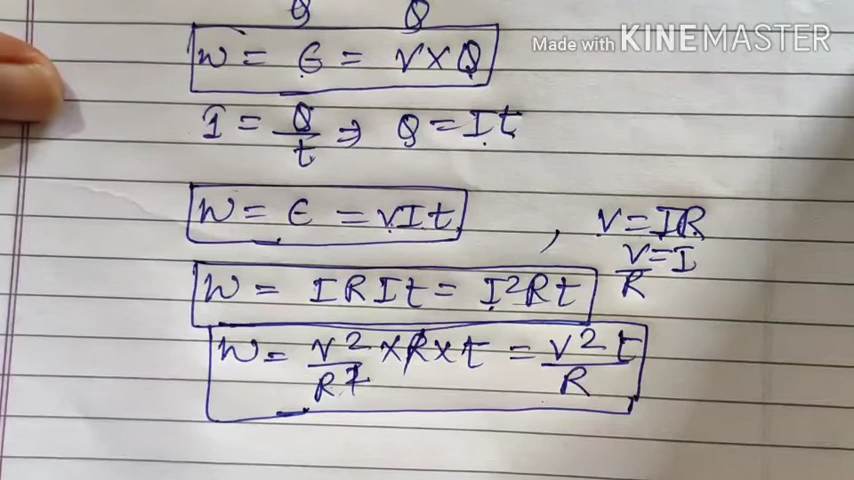 Q Q
Made with KINEMASTER
W = E = V×Q
I = Q/t ⇒ Q = It
W = E = VIt , V = IR
V/R = I
W = IRIt = I²Rt
W = V²/R² × R × t = V²t/R